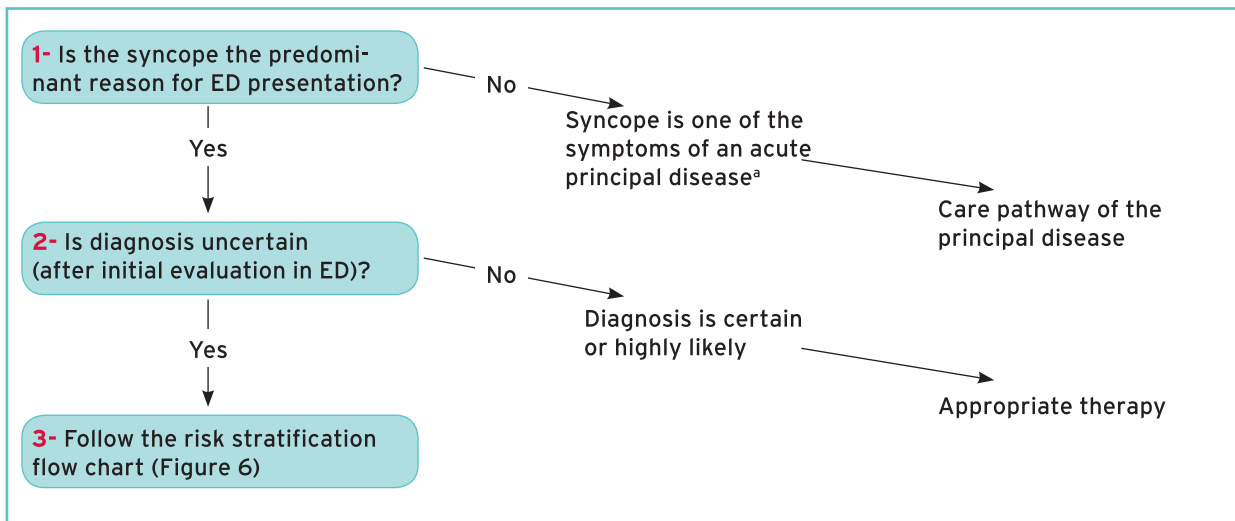 1- Is the syncope the predomi-
nant reason for ED presentation?
No
Syncope is one of the
symptoms of an acute
principal diseaseᵃ
Care pathway of the
principal disease
Yes
2- Is diagnosis uncertain
(after initial evaluation in ED)?
No
Diagnosis is certain
or highly likely
Appropriate therapy
Yes
3- Follow the risk stratification
flow chart (Figure 6)